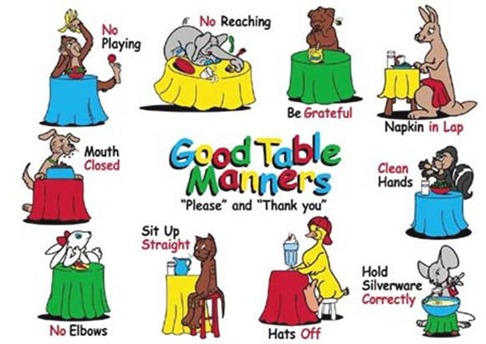 No
Playing
No Reaching
Be Grateful
Napkin in Lap
Mouth
Closed
Good Table
Manners
"Please" and "Thank you"
Clean
Hands
No Elbows
Sit Up
Straight
Hats Off
Hold
Silverware
Correctly